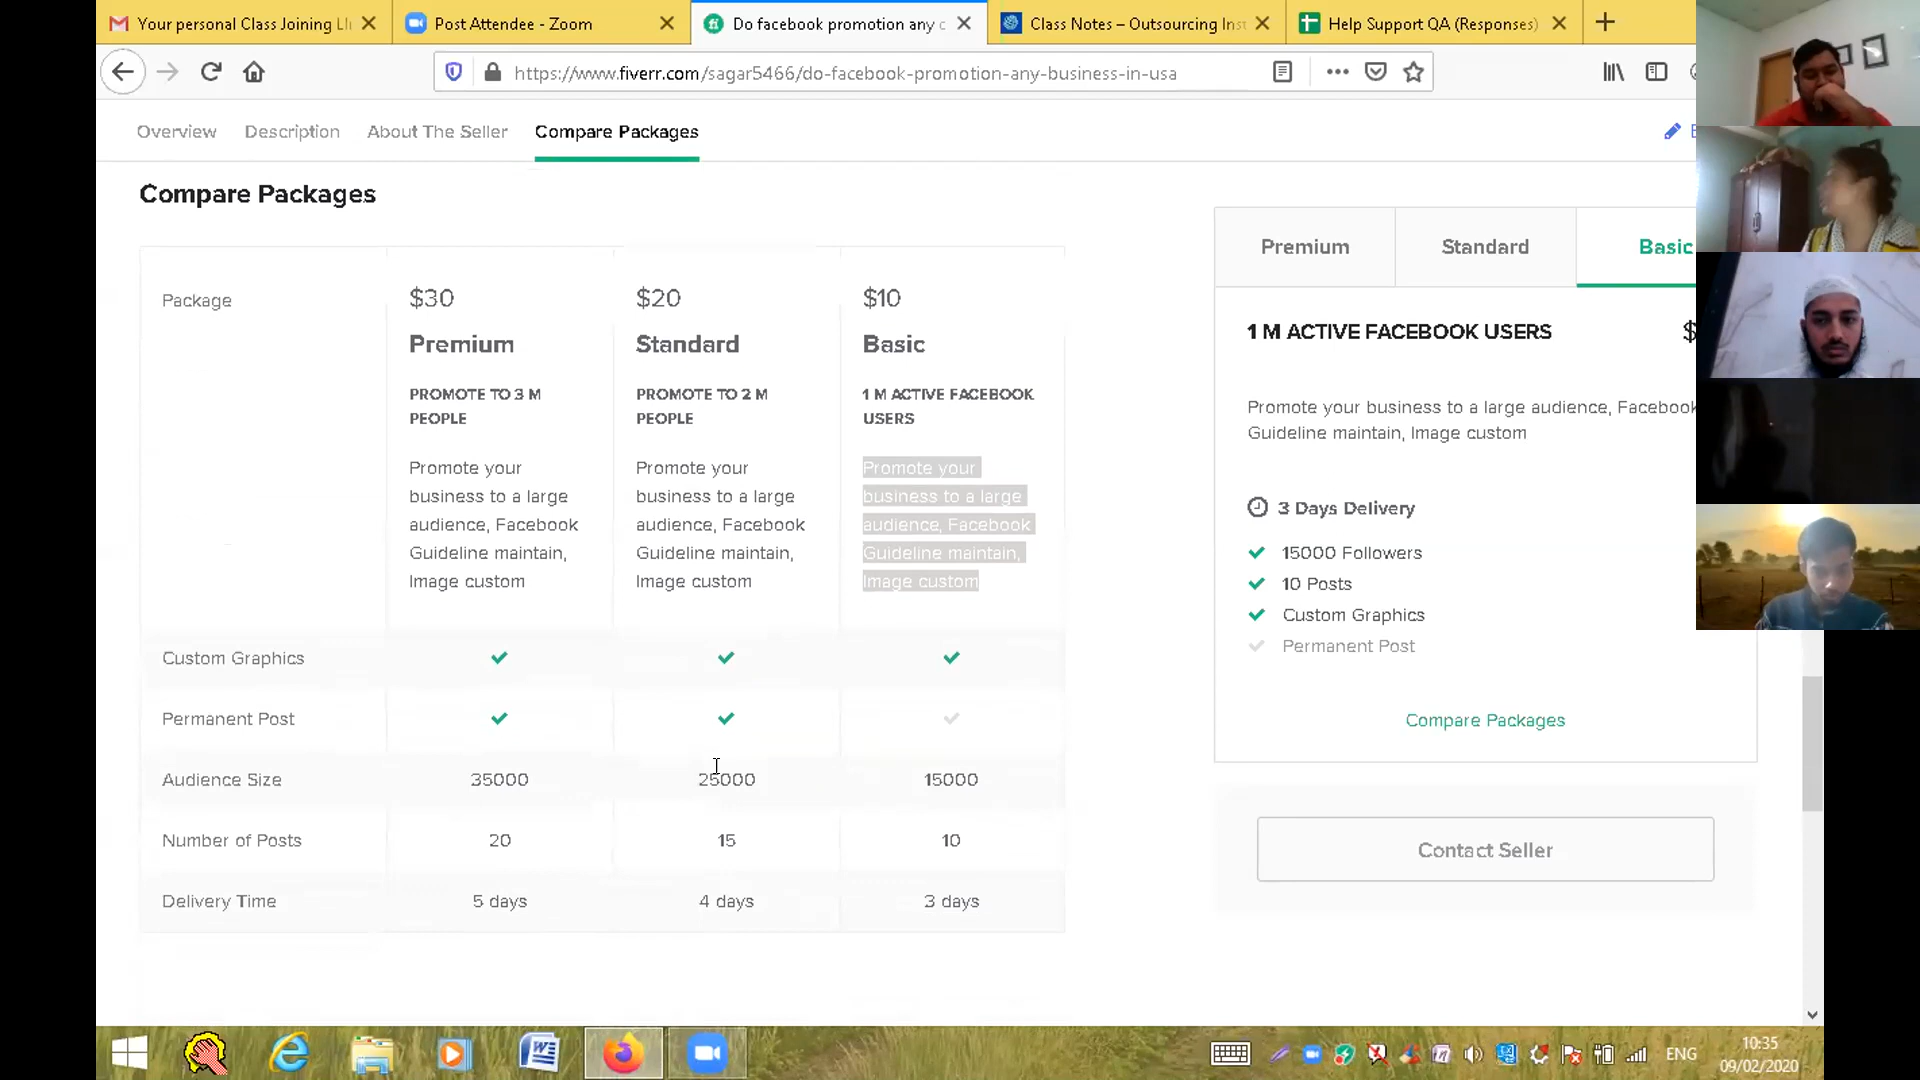 Your personal Class Joining LI
Post Attendee - Zoom
Do facebook promotion any c
Class Notes – Outsourcing Inst
Help Support QA (Responses)
https://www.fiverr.com/sagar5466/do-facebook-promotion-any-business-in-usa
Overview
Description
About The Seller
Compare Packages
Compare Packages
Package
$30
Premium
PROMOTE TO 3 M
PEOPLE
Promote your
business to a large
audience, Facebook
Guideline maintain,
Image custom
$20
Standard
PROMOTE TO 2 M
PEOPLE
Promote your
business to a large
audience, Facebook
Guideline maintain,
Image custom
$10
Basic
1 M ACTIVE FACEBOOK
USERS
Promote your
business to a large
audience, Facebook
Guideline maintain,
Image custom
Custom Graphics
Permanent Post
Audience Size 35000 25000 15000
Number of Posts 20 15 10
Delivery Time 5 days 4 days 3 days
Premium
Standard
Basic
1 M ACTIVE FACEBOOK USERS $
Promote your business to a large audience, Facebook
Guideline maintain, Image custom
3 Days Delivery
15000 Followers
10 Posts
Custom Graphics
Permanent Post
Compare Packages
Contact Seller
ENG
10:35
09/02/2020